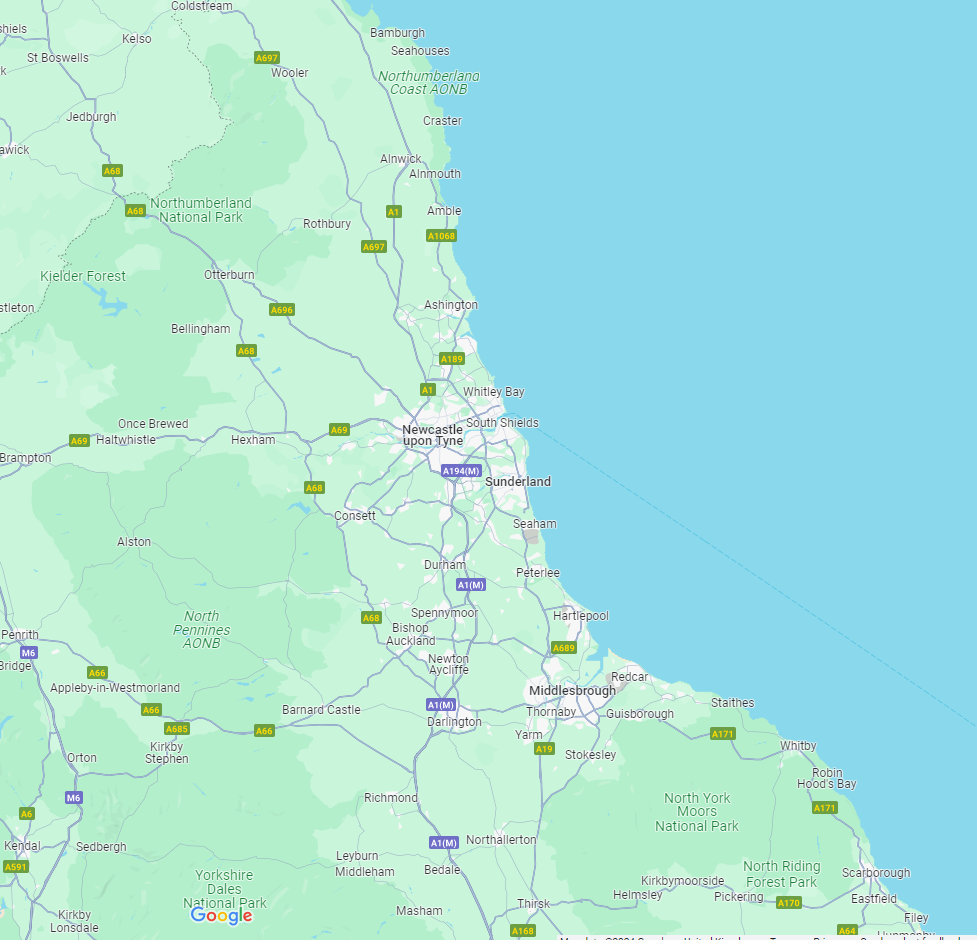 Coldstream
Bamburgh
shiels
Kelso
Seahouses
St Boswells
A697
Wooler
Northumberland
Coast AONB
Jedburgh
Craster
awick
Alnwick
A68
Alnmouth
Northumberland
National Park
A68
A1
Amble
Rothbury
A1068
A697
Kielder Forest
Otterburn
stleton
A696
Ashington
Bellingham
A68
A189
A1
Whitley Bay
Once Brewed
South Shields
A69
A69
Haltwhistle
Hexham
Newcastle
upon Tyne
Brampton
A194(M)
Sunderland
A68
Consett
Seaham
Alston
Durham
Peterlee
A1(M)
North
Pennines
AONB
A68
Spennymoor
Hartlepool
Penrith
Bishop
Auckland
M6
A689
Bridge
Newton
Aycliffe
A66
Redcar
Appleby-in-Westmorland
Middlesbrough
A66
Barnard Castle
A1(M)
Thornaby
Guisborough
Staithes
A685
A66
Darlington
Yarm
A171
Kirkby
Stephen
A19
Stokesley
Whitby
Orton
Robin
Hood's Bay
M6
Richmond
North York
Moors
National Park
A171
A6
Kendal
Sedbergh
A1(M)
Northallerton
A591
Leyburn
Middleham
Bedale
North Riding
Forest Park
Scarborough
Yorkshire
Dales
National Park
Kirkbymoorside
Helmsley
Pickering
A170
Eastfield
Google
Masham
Thirsk
Filey
Kirkby
Lonsdale
A168
A64